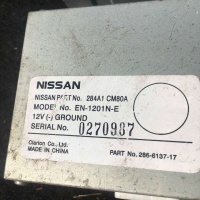 NISSAN
NISSAN PART No. 284A1 CM80A
MODEL No. EN-1201N-E
12V (-) GROUND
SERIAL No. 0270987
Clarion Co., Ltd.
Made in China
PART No. 286-6137-17